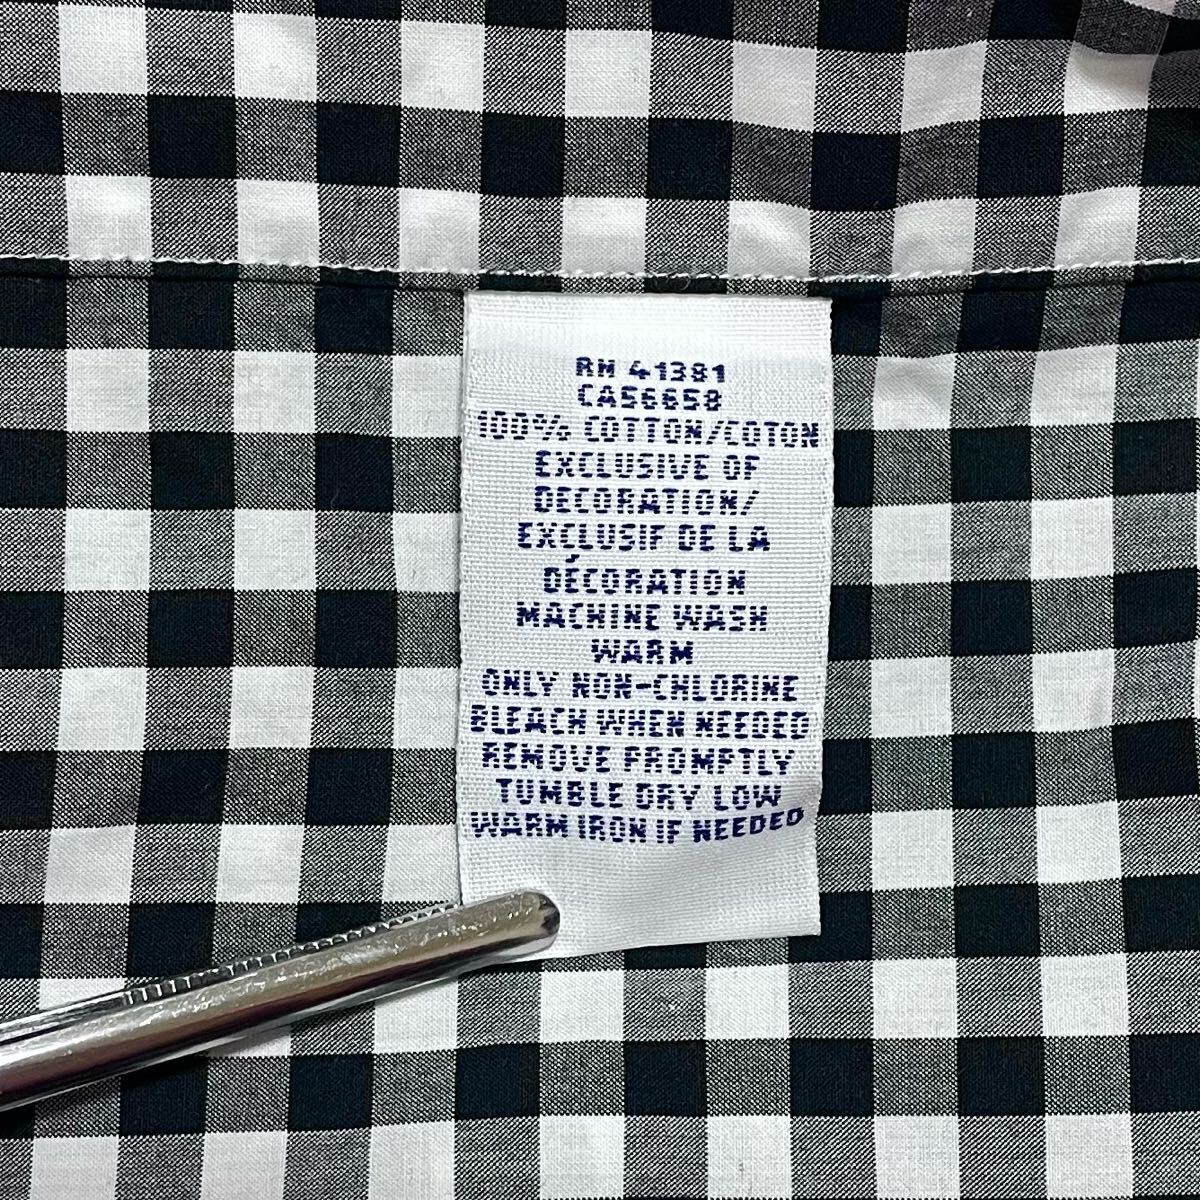 RN 41381
CA56658
100% COTTON/COTON
EXCLUSIVE OF
DECORATION/
EXCLUSIF DE LA
DÉCORATION
MACHINE WASH
WARM
ONLY NON-CHLORINE
BLEACH WHEN NEEDED
REMOVE PROMPTLY
TUMBLE DRY LOW
WARM IRON IF NEEDED